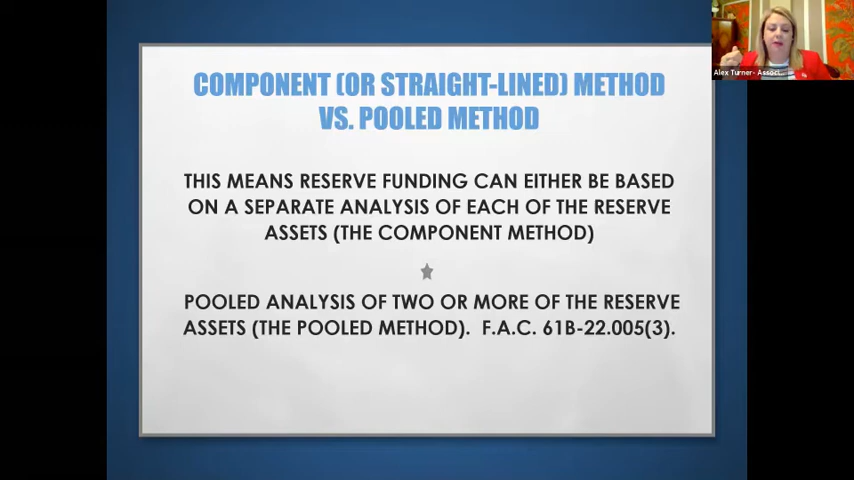 COMPONENT (OR STRAIGHT-LINED) METHOD
VS. POOLED METHOD
THIS MEANS RESERVE FUNDING CAN EITHER BE BASED
ON A SEPARATE ANALYSIS OF EACH OF THE RESERVE
ASSETS (THE COMPONENT METHOD)
POOLED ANALYSIS OF TWO OR MORE OF THE RESERVE
ASSETS (THE POOLED METHOD). F.A.C. 61B-22.005(3).
Alex Turner- Associ...